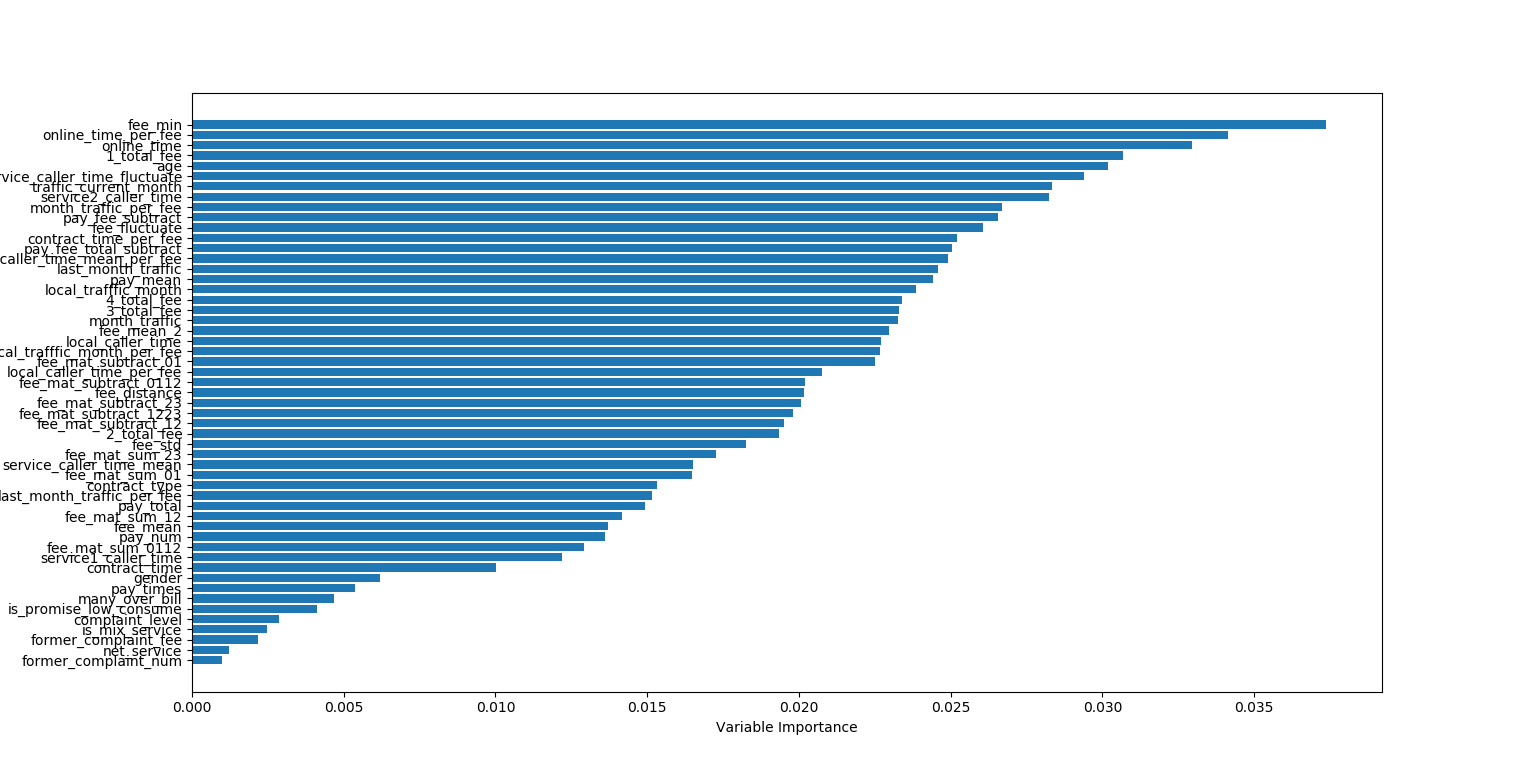 fee_min
online_time_per_fee
online_time
1_total_fee
age
rvice_caller_time_fluctuate
traffic_current_month
service2_caller_time
month_traffic_per_fee
pay_fee_subtract
fee_fluctuate
contract_time_per_fee
pay_fee_total_subtract
caller_time_mean_per_fee
last_month_traffic
pay_mean
local_trafffic_month
4_total_fee
3_total_fee
month_traffic
fee_mean_2
local_caller_time
cal_trafffic_month_per_fee
fee_mat_subtract_01
local_caller_time_per_fee
fee_mat_subtract_0112
fee_distance
fee_mat_subtract_23
fee_mat_subtract_1223
fee_mat_subtract_12
2_total_fee
fee_std
fee_mat_sum_23
service_caller_time_mean
fee_mat_sum_01
contract_type
last_month_traffic_per_fee
pay_total
fee_mat_sum_12
fee_mean
pay_num
fee_mat_sum_0112
service1_caller_time
contract_time
gender
pay_times
many_over_bill
is_promise_low_consume
complaint_level
is_mix_service
former_complaint_fee
net_service
former_complaint_num
0.000 0.005 0.010 0.015 0.020 0.025 0.030 0.035
Variable Importance